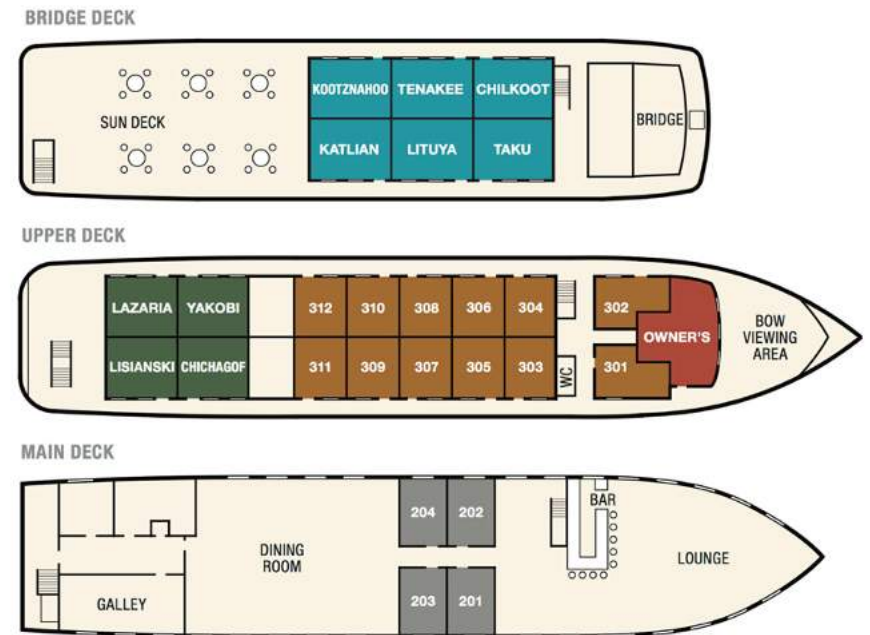 BRIDGE DECK
KOOTZNAHOO TENAKEE CHILKOOT
SUN DECK
BRIDGE
KATLIAN LITUYA TAKU
UPPER DECK
LAZARIA YAKOBI 312 310 308 306 304 302
OWNER'S
BOW
VIEWING
AREA
LISIANSKI CHICHAGOF 311 309 307 305 303 WC 301
MAIN DECK
204 202
BAR
DINING
ROOM
LOUNGE
GALLEY
203 201